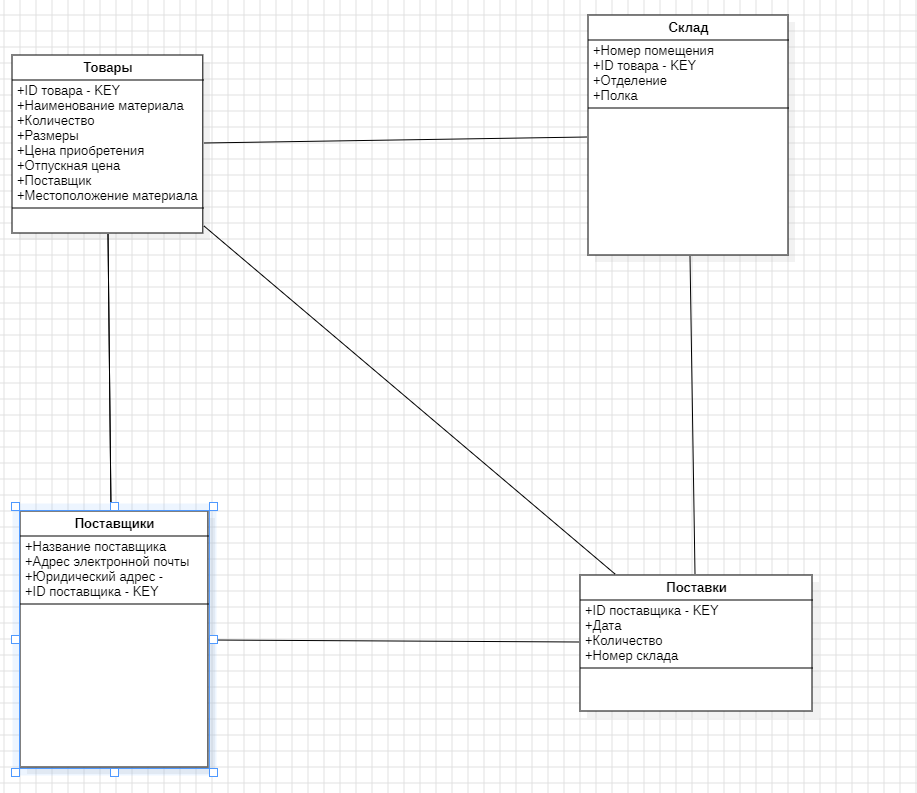 Товары
+ID товара - KEY
+Наименование материала
+Количество
+Размеры
+Цена приобретения
+Отпускная цена
+Поставщик
+Местоположение материала
Склад
+Номер помещения
+ID товара - KEY
+Отделение
+Полка
Поставщики
+Название поставщика
+Адрес электронной почты
+Юридический адрес -
+ID поставщика - KEY
Поставки
+ID поставщика - KEY
+Дата
+Количество
+Номер склада